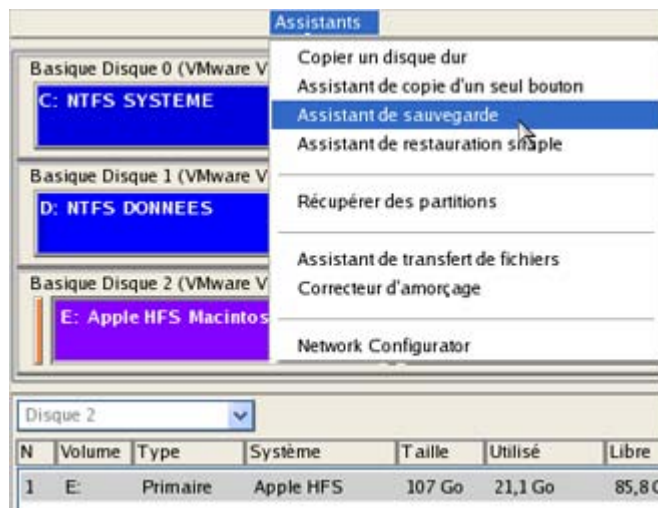 Assistants
Copier un disque dur
Assistant de copie d'un seul bouton
Assistant de sauvegarde
Assistant de restauration simple
Récupérer des partitions
Assistant de transfert de fichiers
Correcteur d'amorçage
Network Configurator
Basique Disque 0 (VMware V
C: NTFS SYSTEME
Basique Disque 1 (VMware V
D: NTFS DONNEES
Basique Disque 2 (VMware V
E: Apple HFS Macintos
Disque 2
N Volume Type Système Taille Utilisé Libre
1 E: Primaire Apple HFS 107 Go 21,1 Go 85,8